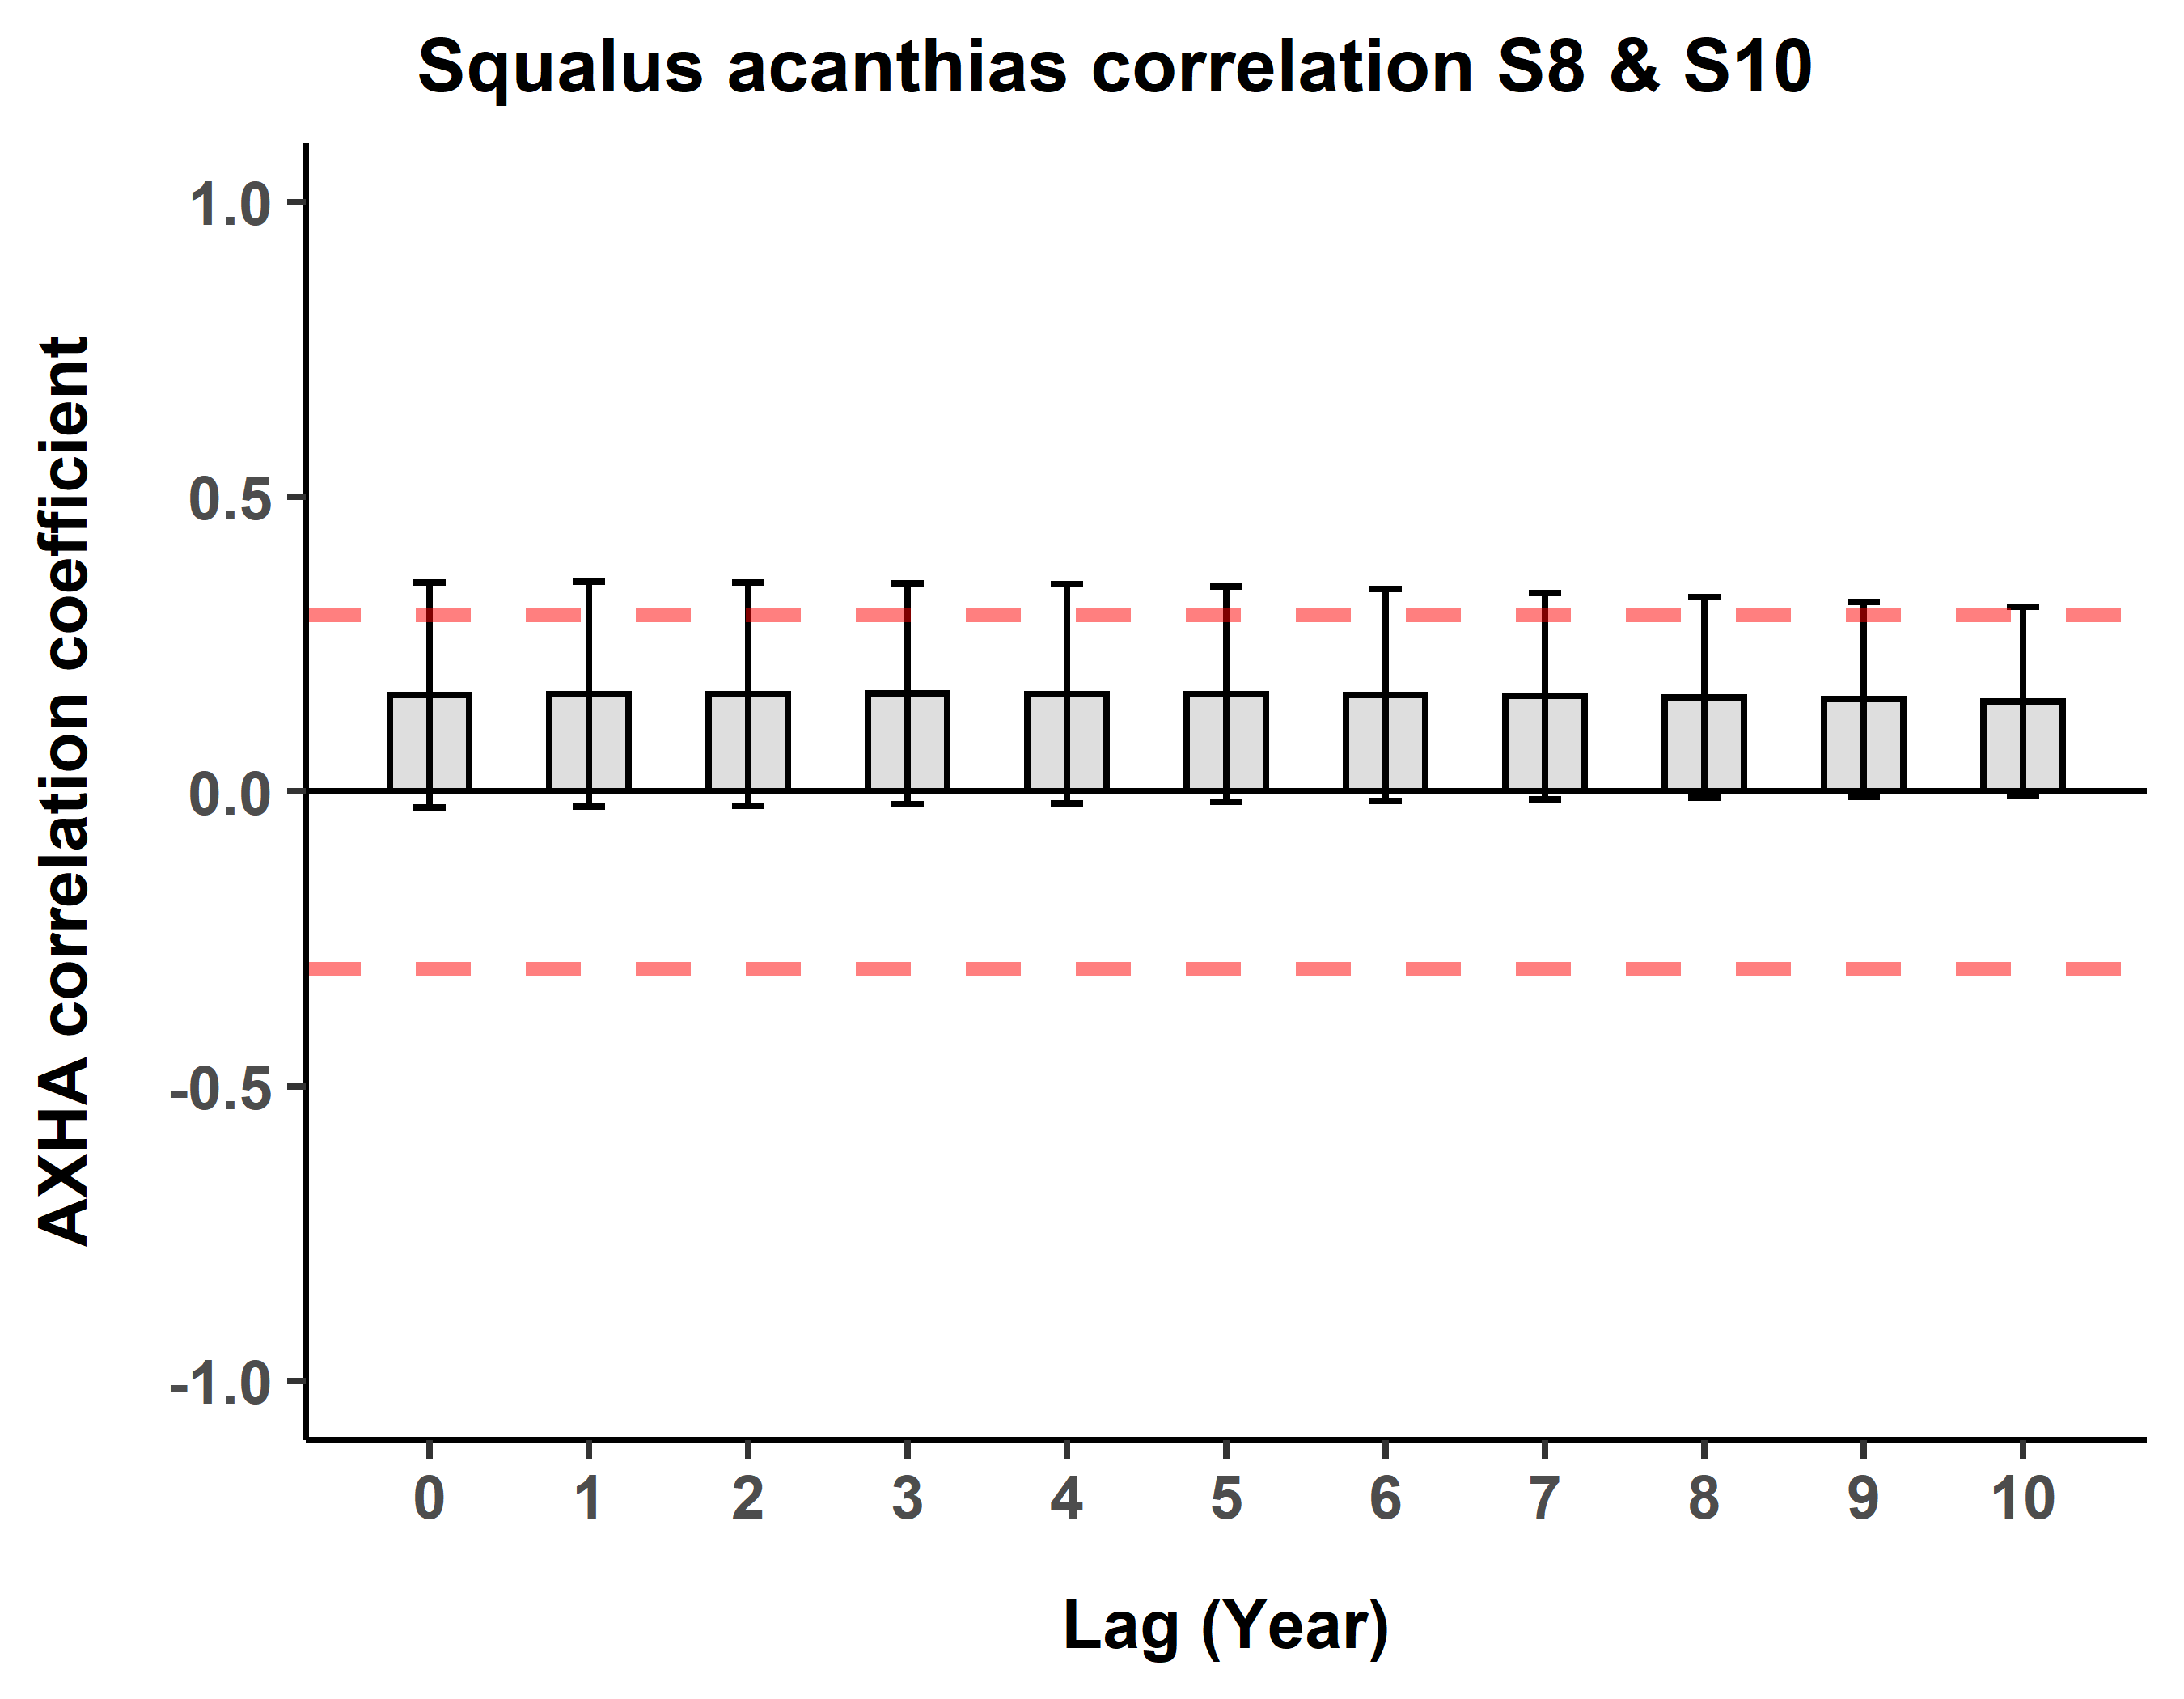 Squalus acanthias correlation S8 & S10
AXHA correlation coefficient
1.0
0.5
0.0
-0.5
-1.0
0 1 2 3 4 5 6 7 8 9 10
Lag (Year)